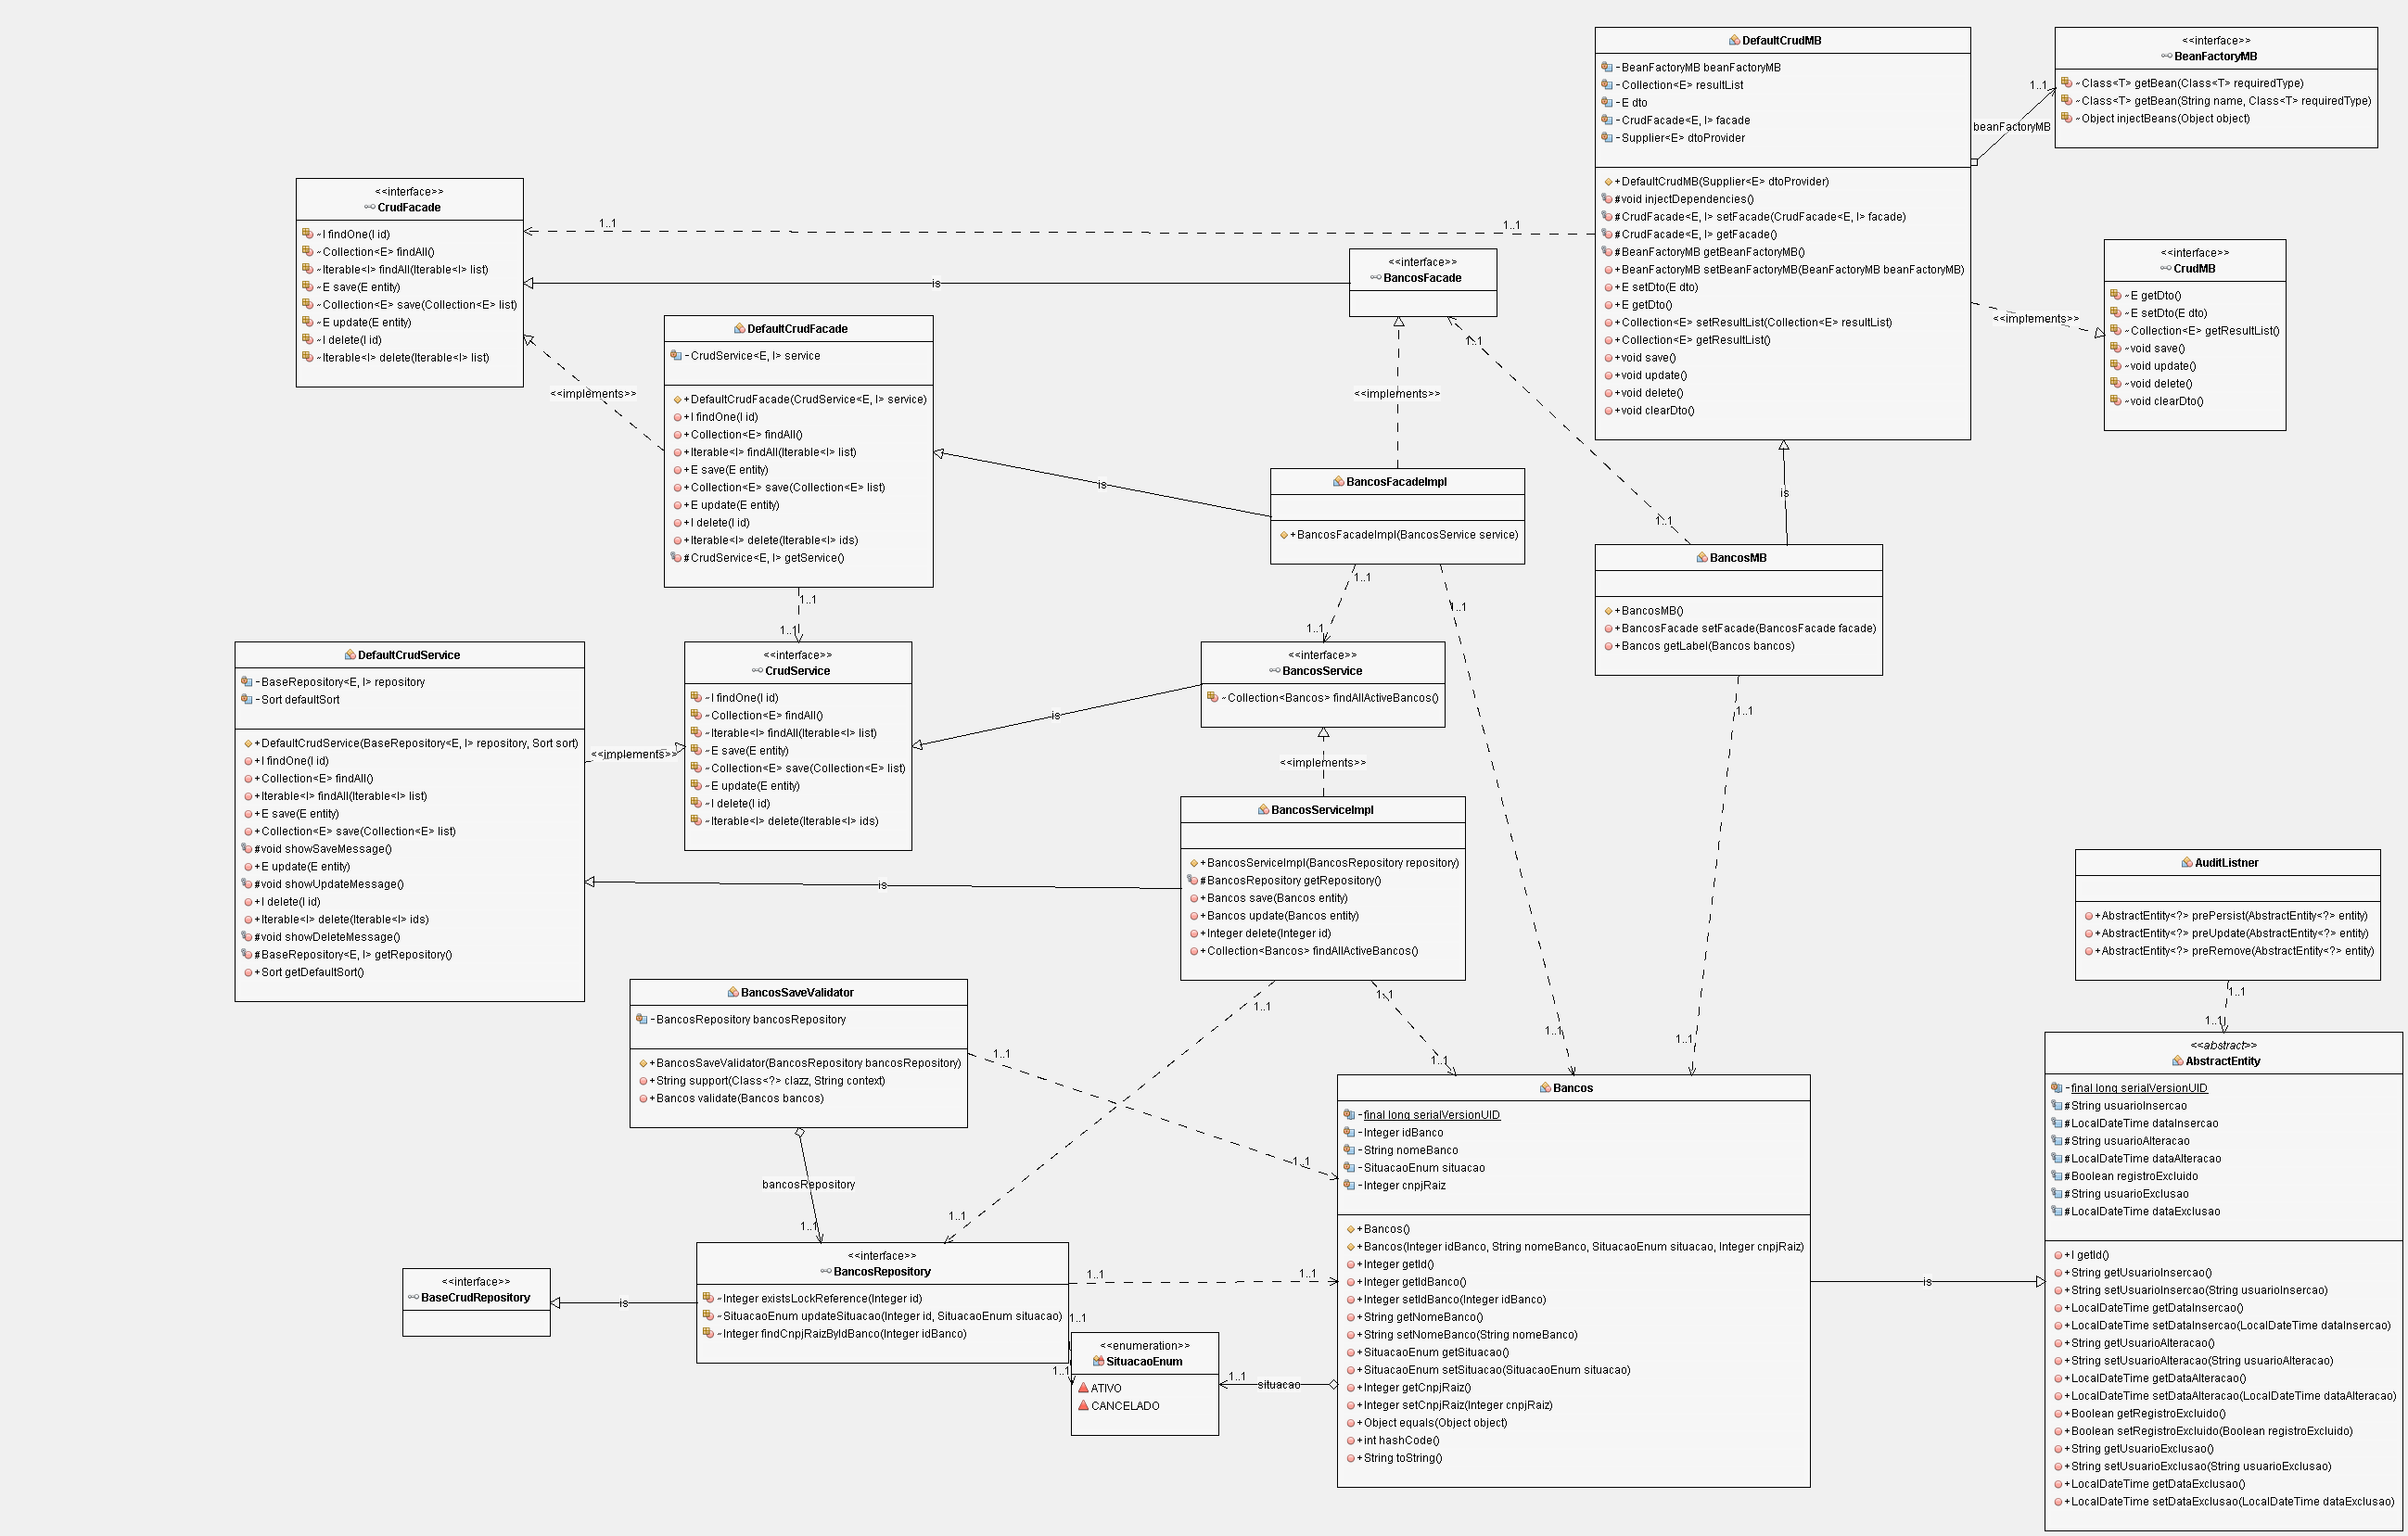 DefaultCrudMB
-BeanFactoryMB beanFactoryMB
-Collection<E> resultList
-E dto
-CrudFacade<E, I> facade
-Supplier<E> dtoProvider
+DefaultCrudMB(Supplier<E> dtoProvider)
#void injectDependencies()
#CrudFacade<E, I> setFacade(CrudFacade<E, I> facade)
#CrudFacade<E, I> getFacade()
#BeanFactoryMB getBeanFactoryMB()
+BeanFactoryMB setBeanFactoryMB(BeanFactoryMB beanFactoryMB)
+E setDto(E dto)
+E getDto()
+Collection<E> setResultList(Collection<E> resultList)
+Collection<E> getResultList()
+void save()
+void update()
+void delete()
+void clearDto()
<<interface>>
BeanFactoryMB
~Class<T> getBean(Class<T> requiredType)
~Class<T> getBean(String name, Class<T> requiredType)
~Object injectBeans(Object object)
1..1
beanFactoryMB
<<interface>>
CrudFacade
~I findOne(I id)
~Collection<E> findAll()
~Iterable<I> findAll(Iterable<I> list)
~E save(E entity)
~Collection<E> save(Collection<E> list)
~E update(E entity)
~I delete(I id)
~Iterable<I> delete(Iterable<I> list)
1..1
1..1
<<interface>>
BancosFacade
is
<<interface>>
CrudMB
~E getDto()
~E setDto(E dto)
~Collection<E> getResultList()
~void save()
~void update()
~void delete()
~void clearDto()
<<implements>>
DefaultCrudFacade
-CrudService<E, I> service
+DefaultCrudFacade(CrudService<E, I> service)
+I findOne(I id)
+Collection<E> findAll()
+Iterable<I> findAll(Iterable<I> list)
+E save(E entity)
+Collection<E> save(Collection<E> list)
+E update(E entity)
+I delete(I id)
+Iterable<I> delete(Iterable<I> ids)
#CrudService<E, I> getService()
<<implements>>
<<implements>>
1..1
1..1
is
is
BancosFacadeImpl
+BancosFacadeImpl(BancosService service)
BancosMB
+BancosMB()
+BancosFacade setFacade(BancosFacade facade)
+Bancos getLabel(Bancos bancos)
1..1
1..1
1..1
1..1
1..1
DefaultCrudService
-BaseRepository<E, I> repository
-Sort defaultSort
+DefaultCrudService(BaseRepository<E, I> repository, Sort sort)
+I findOne(I id)
+Collection<E> findAll()
+Iterable<I> findAll(Iterable<I> list)
+E save(E entity)
+Collection<E> save(Collection<E> list)
#void showSaveMessage()
+E update(E entity)
#void showUpdateMessage()
+I delete(I id)
+Iterable<I> delete(Iterable<I> ids)
#void showDeleteMessage()
#BaseRepository<E, I> getRepository()
+Sort getDefaultSort()
<<implements>>
<<interface>>
CrudService
~I findOne(I id)
~Collection<E> findAll()
~Iterable<I> findAll(Iterable<I> list)
~E save(E entity)
~Collection<E> save(Collection<E> list)
~E update(E entity)
~I delete(I id)
~Iterable<I> delete(Iterable<I> ids)
is
<<interface>>
BancosService
~Collection<Bancos> findAllActiveBancos()
1..1
<<implements>>
BancosServiceImpl
+BancosServiceImpl(BancosRepository repository)
#BancosRepository getRepository()
+Bancos save(Bancos entity)
+Bancos update(Bancos entity)
+Integer delete(Integer id)
+Collection<Bancos> findAllActiveBancos()
is
AuditListner
+AbstractEntity<?> prePersist(AbstractEntity<?> entity)
+AbstractEntity<?> preUpdate(AbstractEntity<?> entity)
+AbstractEntity<?> preRemove(AbstractEntity<?> entity)
1..1
1..1
BancosSaveValidator
-BancosRepository bancosRepository
+BancosSaveValidator(BancosRepository bancosRepository)
+String support(Class<?> clazz, String context)
+Bancos validate(Bancos bancos)
1..1
1..1
1..1
1..1
1..1
1..1
1..1
bancosRepository
1..1
1..1
Bancos
-final long serialVersionUID
-Integer idBanco
-String nomeBanco
-SituacaoEnum situacao
-Integer cnpjRaiz
+Bancos()
+Bancos(Integer idBanco, String nomeBanco, SituacaoEnum situacao, Integer cnpjRaiz)
+Integer getId()
+Integer getIdBanco()
+Integer setIdBanco(Integer idBanco)
+String getNomeBanco()
+String setNomeBanco(String nomeBanco)
+SituacaoEnum getSituacao()
+SituacaoEnum setSituacao(SituacaoEnum situacao)
+Integer getCnpjRaiz()
+Integer setCnpjRaiz(Integer cnpjRaiz)
+Object equals(Object object)
+int hashCode()
+String toString()
is
<<abstract>>
AbstractEntity
-final long serialVersionUID
#String usuarioInsercao
#LocalDateTime dataInsercao
#String usuarioAlteracao
#LocalDateTime dataAlteracao
#Boolean registroExcluido
#String usuarioExclusao
#LocalDateTime dataExclusao
+I getId()
+String getUsuarioInsercao()
+String setUsuarioInsercao(String usuarioInsercao)
+LocalDateTime getDataInsercao()
+LocalDateTime setDataInsercao(LocalDateTime dataInsercao)
+String getUsuarioAlteracao()
+String setUsuarioAlteracao(String usuarioAlteracao)
+LocalDateTime getDataAlteracao()
+LocalDateTime setDataAlteracao(LocalDateTime dataAlteracao)
+Boolean getRegistroExcluido()
+Boolean setRegistroExcluido(Boolean registroExcluido)
+String getUsuarioExclusao()
+String setUsuarioExclusao(String usuarioExclusao)
+LocalDateTime getDataExclusao()
+LocalDateTime setDataExclusao(LocalDateTime dataExclusao)
<<interface>>
BaseCrudRepository
is
<<interface>>
BancosRepository
~Integer existsLockReference(Integer id)
~SituacaoEnum updateSituacao(Integer id, SituacaoEnum situacao)
~Integer findCnpjRaizByIdBanco(Integer idBanco)
1..1
1..1
1..1
1..1
<<enumeration>>
SituacaoEnum
ATIVO
CANCELADO
1..1
situacao